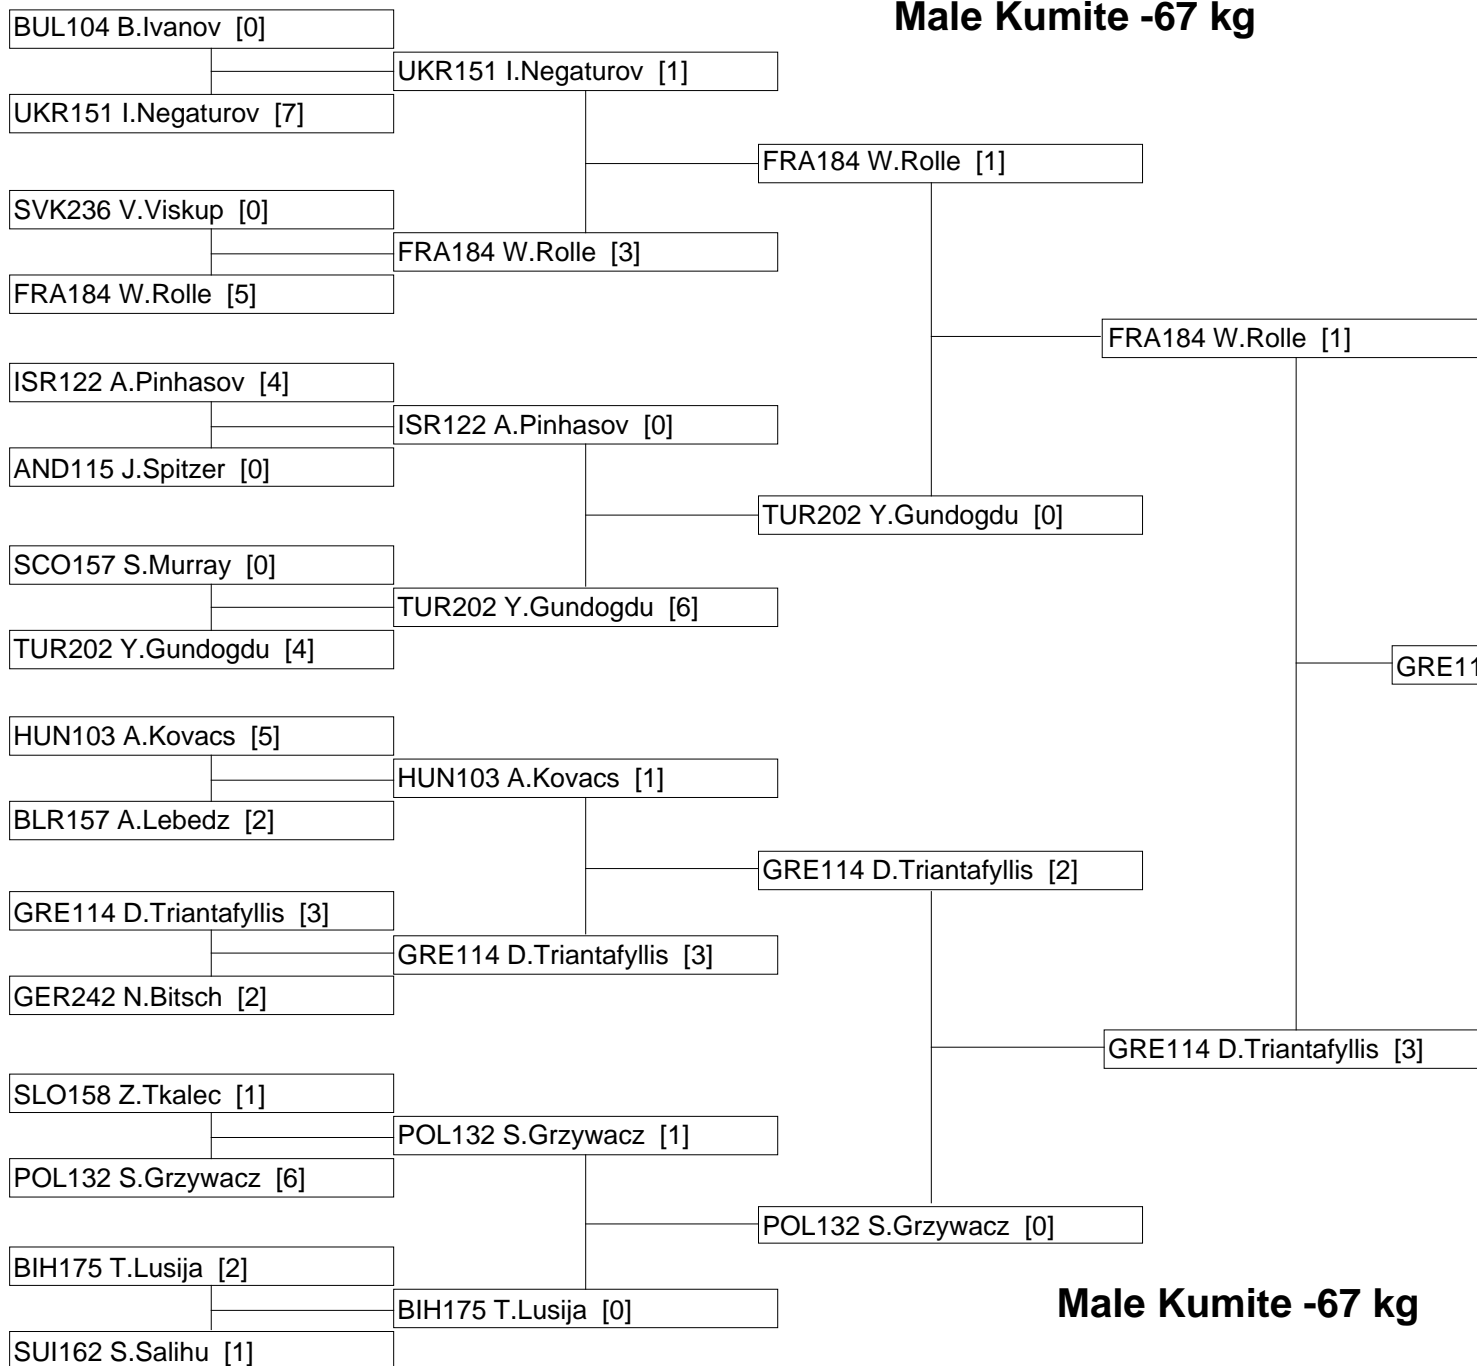 Male Kumite -67 kg
BUL104 B.Ivanov [0]
UKR151 I.Negaturov [1]
UKR151 I.Negaturov [7]
FRA184 W.Rolle [1]
SVK236 V.Viskup [0]
FRA184 W.Rolle [3]
FRA184 W.Rolle [5]
FRA184 W.Rolle [1]
ISR122 A.Pinhasov [4]
ISR122 A.Pinhasov [0]
AND115 J.Spitzer [0]
TUR202 Y.Gundogdu [0]
SCO157 S.Murray [0]
TUR202 Y.Gundogdu [6]
TUR202 Y.Gundogdu [4]
GRE11
HUN103 A.Kovacs [5]
HUN103 A.Kovacs [1]
BLR157 A.Lebedz [2]
GRE114 D.Triantafyllis [2]
GRE114 D.Triantafyllis [3]
GRE114 D.Triantafyllis [3]
GER242 N.Bitsch [2]
GRE114 D.Triantafyllis [3]
SLO158 Z.Tkalec [1]
POL132 S.Grzywacz [1]
POL132 S.Grzywacz [6]
POL132 S.Grzywacz [0]
BIH175 T.Lusija [2]
BIH175 T.Lusija [0]
Male Kumite -67 kg
SUI162 S.Salihu [1]